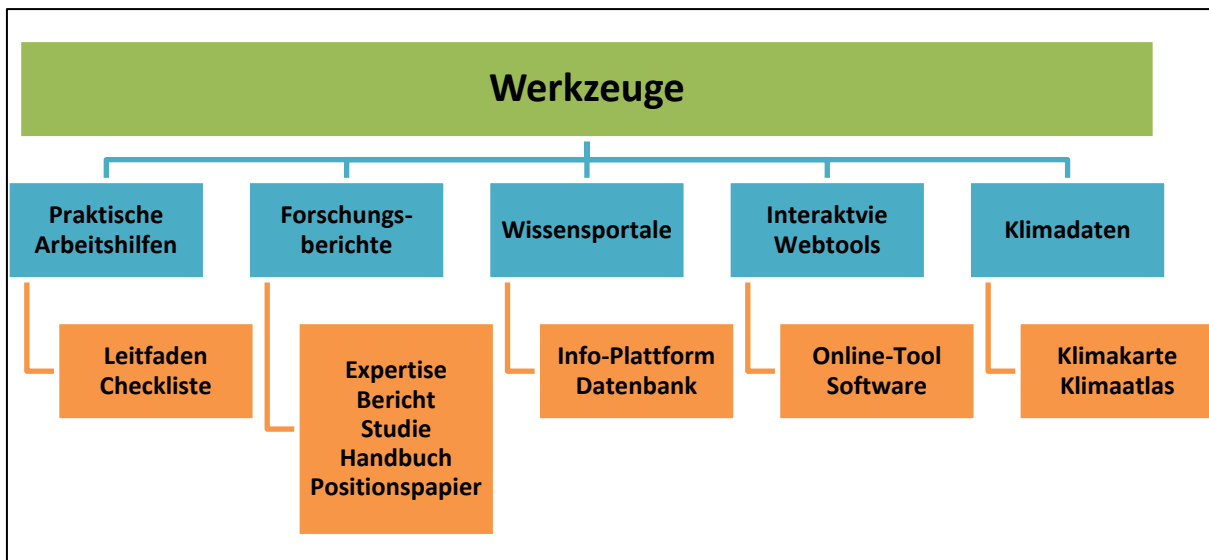 Werkzeuge
Praktische
Arbeitshilfen
Forschungs-
berichte
Wissensportale
Interaktvie
Webtools
Klimadaten
Leitfaden
Checkliste
Expertise
Bericht
Studie
Handbuch
Positionspapier
Info-Plattform
Datenbank
Online-Tool
Software
Klimakarte
Klimaatlas